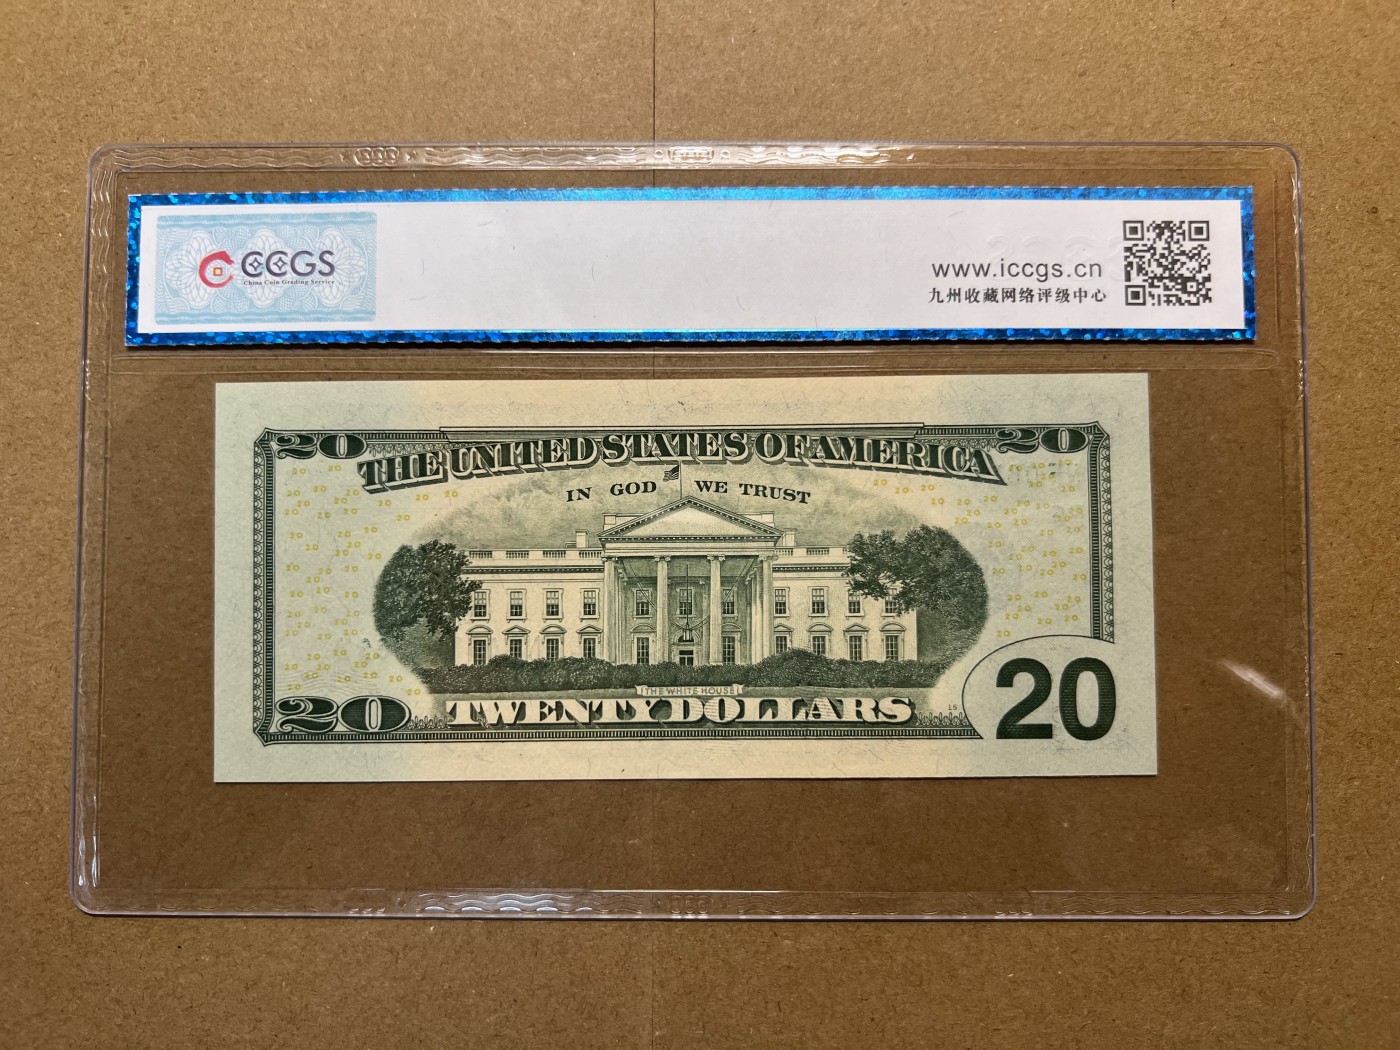 CCGS
China Coin Grading Service
www.iccgs.cn
九州收藏网络评级中心
20
THE UNITED STATES OF AMERICA
20
IN GOD WE TRUST
THE WHITE HOUSE
20
TWENTY DOLLARS
20